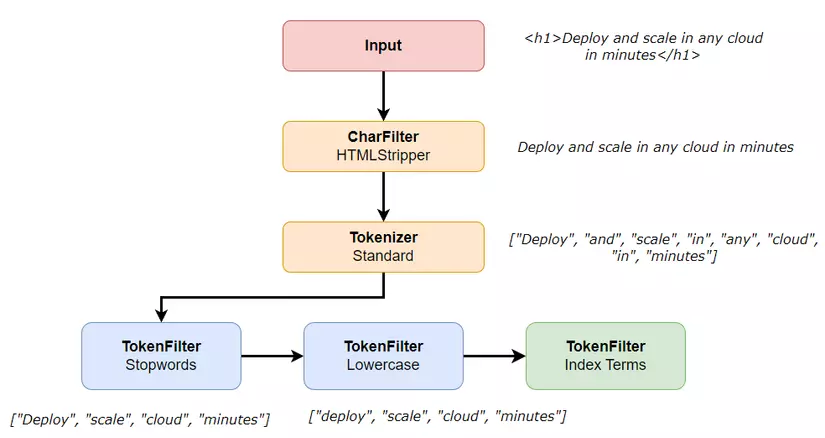 Input
<h1>Deploy and scale in any cloud
in minutes</h1>
CharFilter
HTMLStripper
Deploy and scale in any cloud in minutes
Tokenizer
Standard
["Deploy", "and", "scale", "in", "any", "cloud",
"in", "minutes"]
TokenFilter
Stopwords
TokenFilter
Lowercase
TokenFilter
Index Terms
["Deploy", "scale", "cloud", "minutes"]
["deploy", "scale", "cloud", "minutes"]